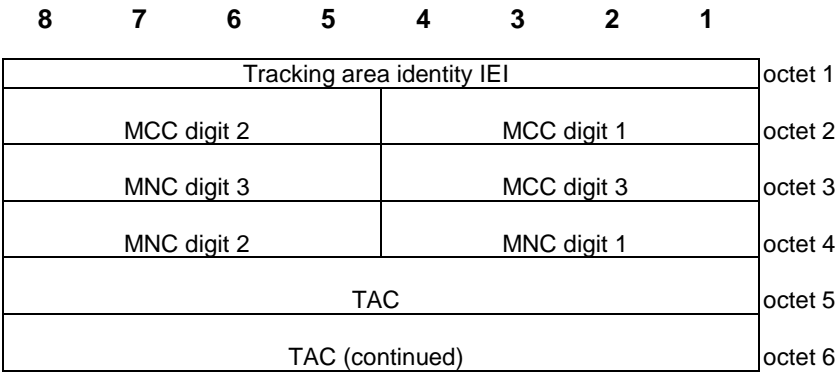 8 7 6 5 4 3 2 1
Tracking area identity IEI octet 1
MCC digit 2 MCC digit 1 octet 2
MNC digit 3 MCC digit 3 octet 3
MNC digit 2 MNC digit 1 octet 4
TAC octet 5
TAC (continued) octet 6